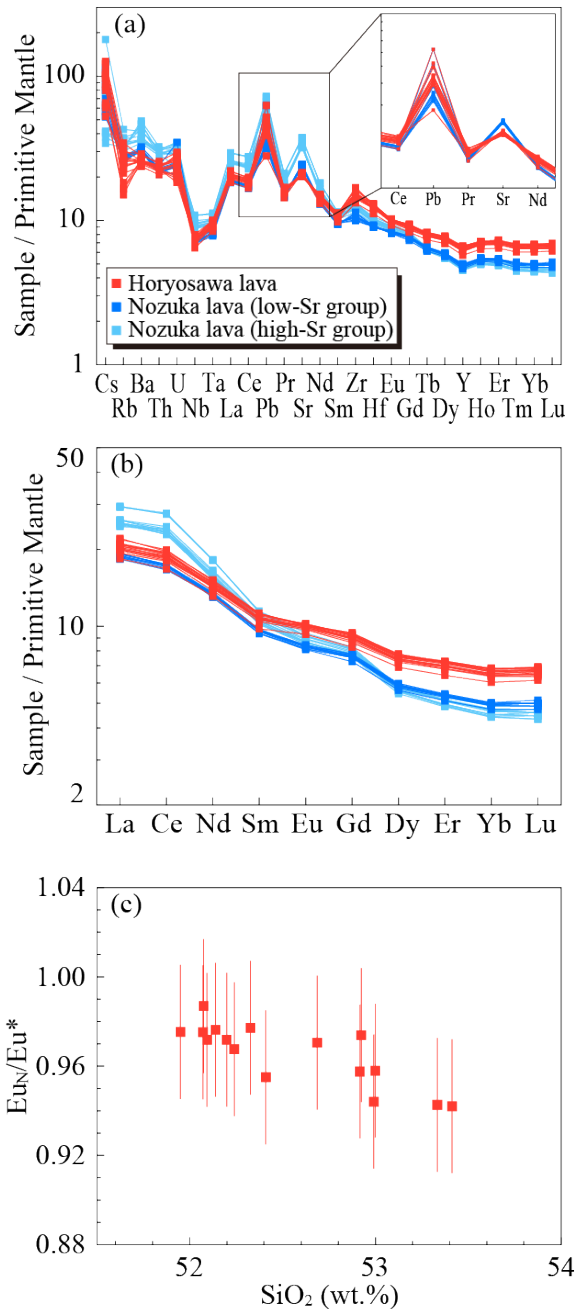 (a)
Sample / Primitive Mantle
100
10
1
Ce Pb Pr Sr Nd
Horyosawa lava
Nozuka lava (low-Sr group)
Nozuka lava (high-Sr group)
Cs Ba U Ta Ce Pr Nd Zr Eu Tb Y Er Yb
Rb Th Nb La Pb Sr Sm Hf Gd Dy Ho Tm Lu
(b)
Sample / Primitive Mantle
50
10
2
La Ce Nd Sm Eu Gd Dy Er Yb Lu
(c)
Eu_N/Eu*
1.04
1.00
0.96
0.92
0.88
52 53 54
SiO₂ (wt.%)